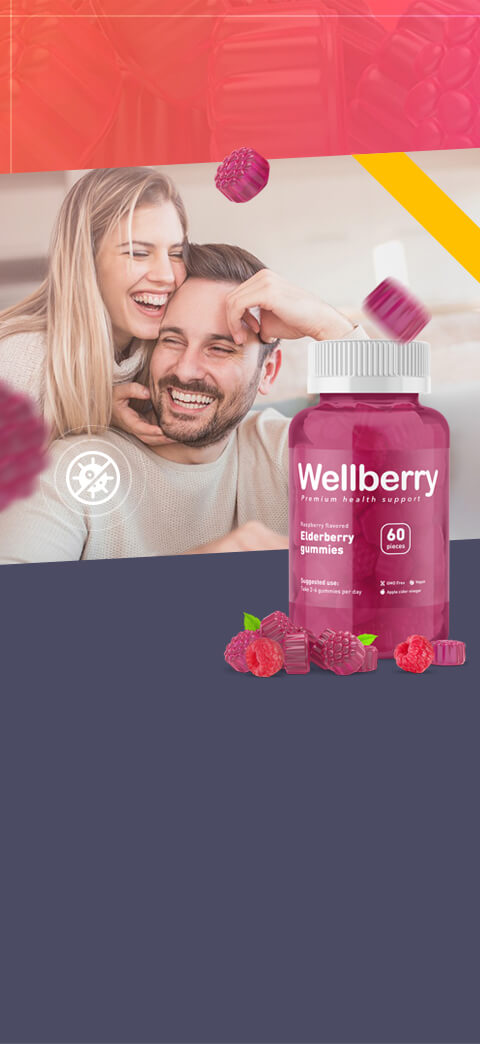 Wellberry
Premium health support
Raspberry flavored
Elderberry
gummies
60
pieces
Suggested use:
Take 2-4 gummies per day
GMO Free
Vegan
Apple cider vinegar